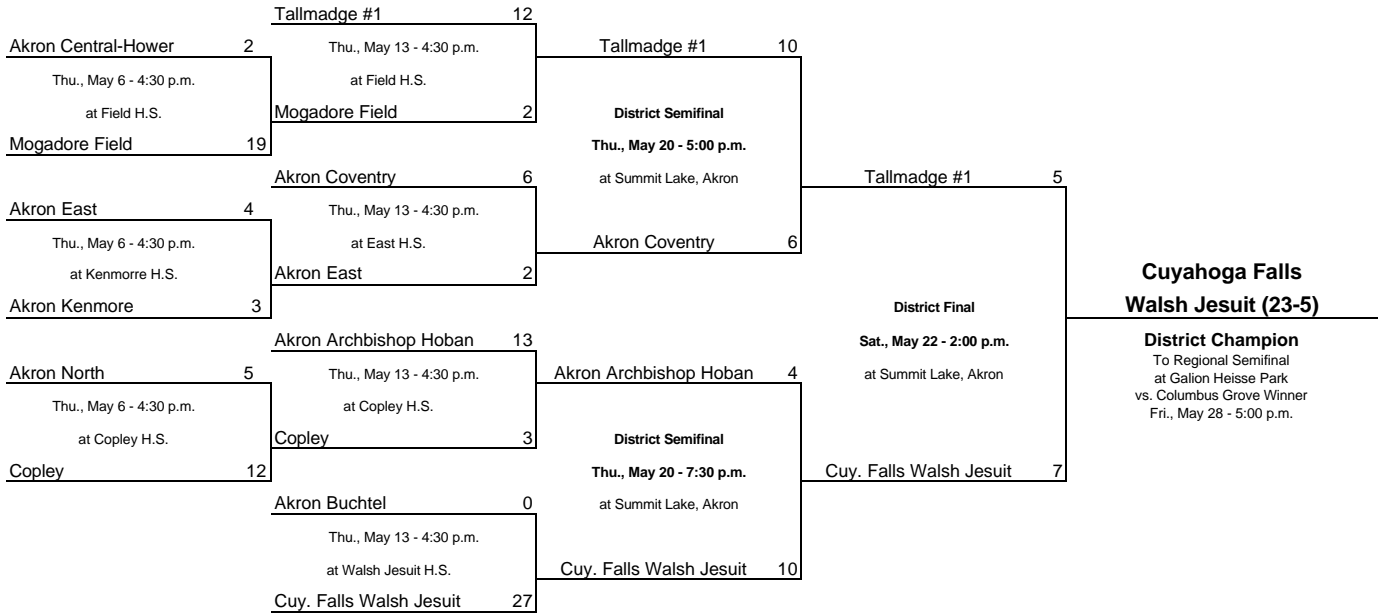 Tallmadge #1 12
Akron Central-Hower 2
Thu., May 13 - 4:30 p.m.
Tallmadge #1 10
Thu., May 6 - 4:30 p.m.
at Field H.S.
at Field H.S.
Mogadore Field 2
District Semifinal
Mogadore Field 19
Thu., May 20 - 5:00 p.m.
Akron Coventry 6
at Summit Lake, Akron
Tallmadge #1 5
Akron East 4
Thu., May 13 - 4:30 p.m.
Thu., May 6 - 4:30 p.m.
at East H.S.
Akron Coventry 6
at Kenmorre H.S.
Akron East 2
Cuyahoga Falls
Akron Kenmore 3
District Final
Walsh Jesuit (23-5)
Akron Archbishop Hoban 13
Sat., May 22 - 2:00 p.m.
District Champion
To Regional Semifinal
Akron North 5
Thu., May 13 - 4:30 p.m.
Akron Archbishop Hoban 4
at Summit Lake, Akron
at Galion Heisse Park
vs. Columbus Grove Winner
Thu., May 6 - 4:30 p.m.
at Copley H.S.
Fri., May 28 - 5:00 p.m.
at Copley H.S.
Copley 3
District Semifinal
Copley 12
Thu., May 20 - 7:30 p.m.
Cuy. Falls Walsh Jesuit 7
Akron Buchtel 0
at Summit Lake, Akron
Thu., May 13 - 4:30 p.m.
at Walsh Jesuit H.S.
Cuy. Falls Walsh Jesuit 10
Cuy. Falls Walsh Jesuit 27